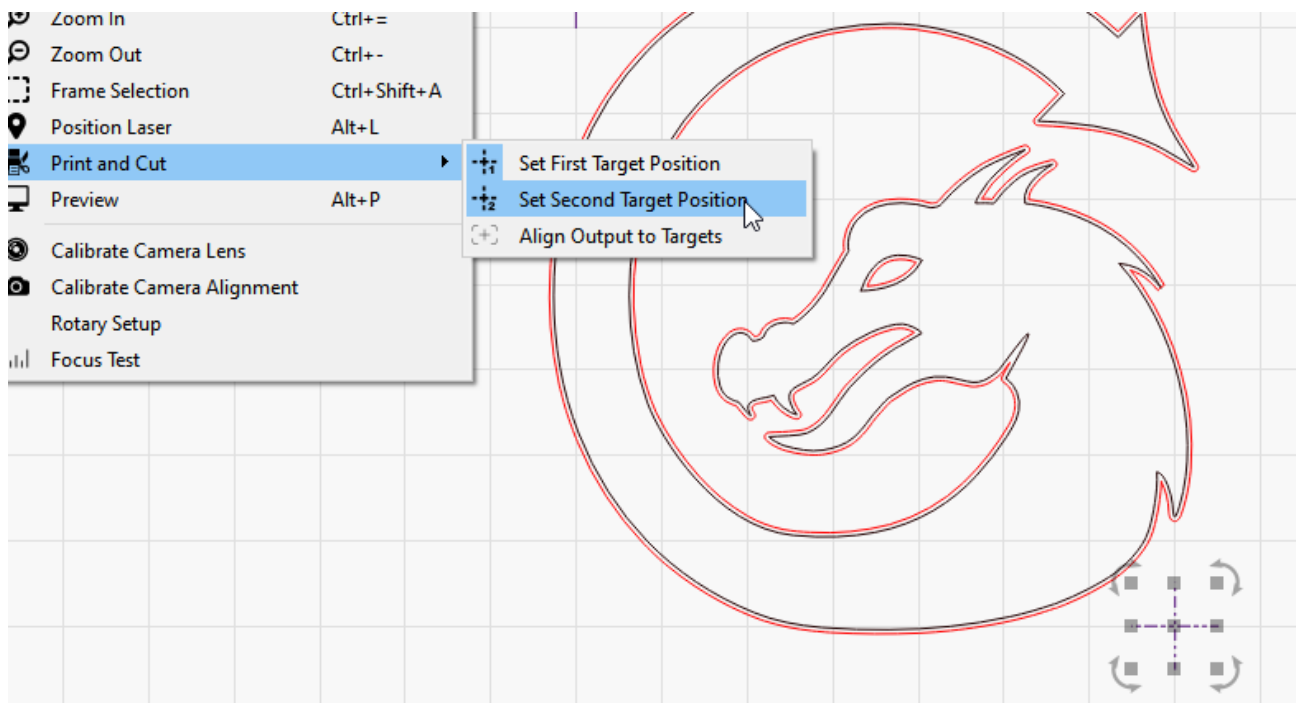 Zoom In Ctrl+=
Zoom Out Ctrl+-
Frame Selection Ctrl+Shift+A
Position Laser Alt+L
Print and Cut
Set First Target Position
Preview Alt+P
Set Second Target Position
Align Output to Targets
Calibrate Camera Lens
Calibrate Camera Alignment
Rotary Setup
Focus Test